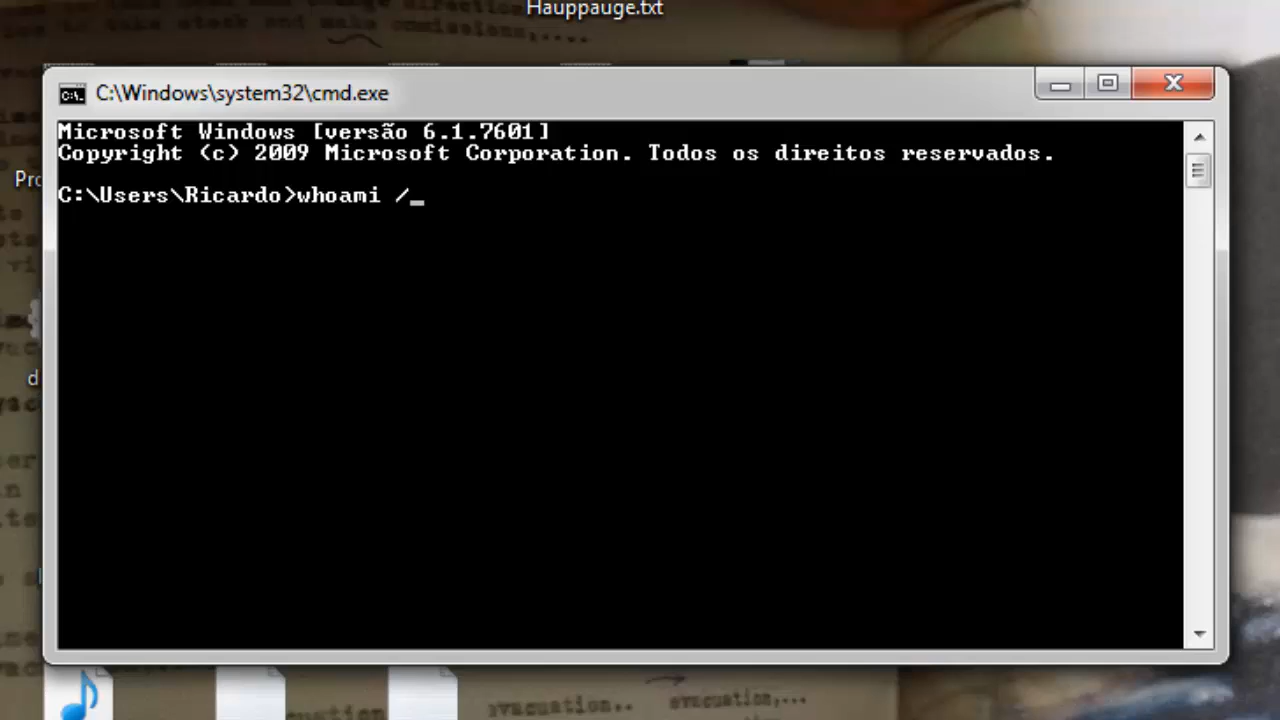 Hauppauge.txt
C:\Windows\system32\cmd.exe
Microsoft Windows [versão 6.1.7601]
Copyright (c) 2009 Microsoft Corporation. Todos os direitos reservados.
C:\Users\Ricardo>whoami /_
evacuation.. evacuation,...